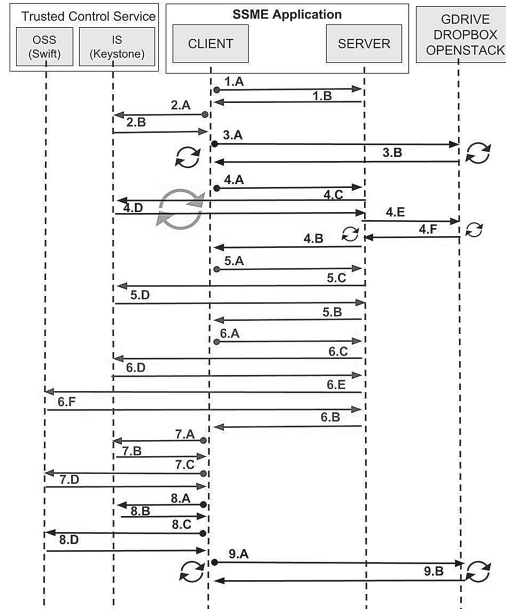 Trusted Control Service
SSME Application
GDRIVE
DROPBOX
OPENSTACK
OSS
(Swift)
IS
(Keystone)
CLIENT
SERVER
1.A
1.B
2.A
2.B
3.A
3.B
4.A
4.C
4.D
4.E
4.F
4.B
5.A
5.C
5.D
5.B
6.A
6.C
6.D
6.E
6.F
6.B
7.A
7.B
7.C
7.D
8.A
8.B
8.C
8.D
9.A
9.B